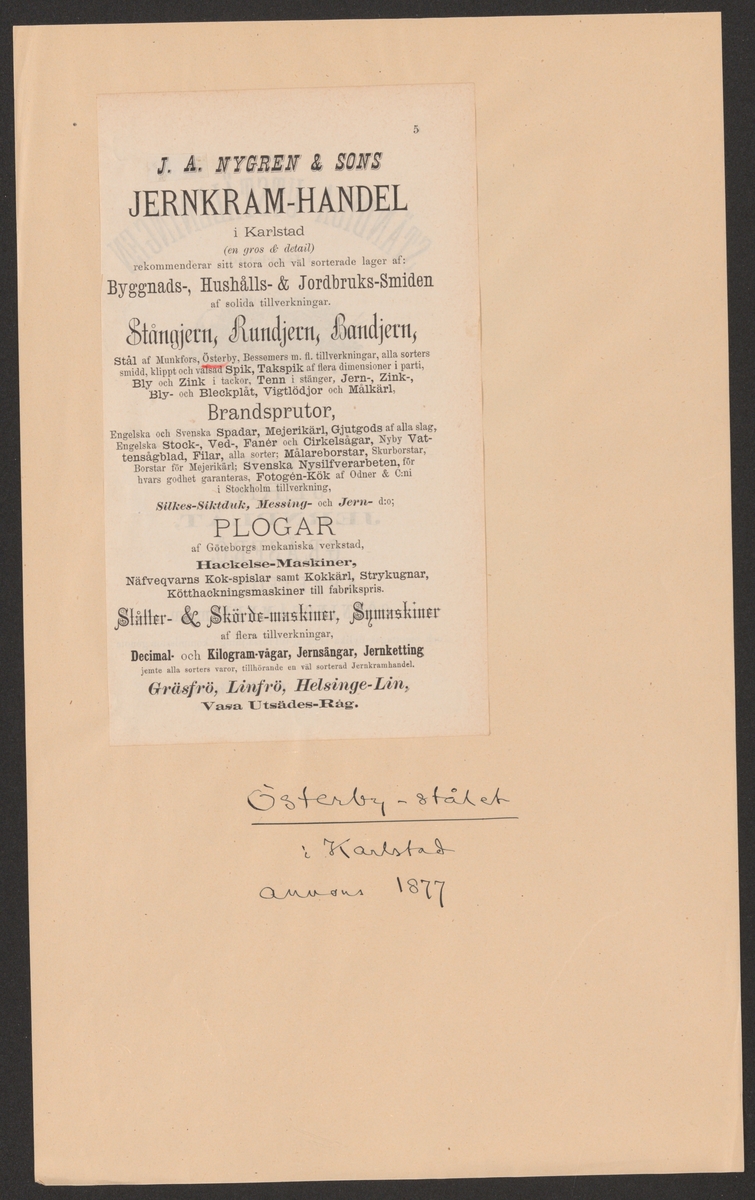 5
J. A. NYGREN & SONS
JERNKRAM-HANDEL
i Karlstad
(en gros & detail)
rekommenderar sitt stora och väl sorterade lager af:
Byggnads-, Hushålls- & Jordbruks-Smiden
af solida tillverkningar.
Stångjern, Rundjern, Bandjern,
Stål af Munkfors, Österby, Bessemers m. fl. tillverkningar, alla sorters
smidd, klippt och valsad Spik, Takspik af flera dimensioner i parti,
Bly och Zink i tackor, Tenn i stänger, Jern-, Zink-,
Bly- och Bleckplåt, Vigtlödjor och Målkärl,
Brandsprutor,
Engelska och Svenska Spadar, Mejerikärl, Gjutgods af alla slag,
Engelska Stock-, Ved-, Fanér och Cirkelsågar, Nyby Vat-
tensågblad, Filar, alla sorter; Målareborstar, Skurborstar,
Borstar för Mejerikärl; Svenska Nysilfverarbeten, för
hvars godhet garanteras, Fotogén-Kök af Odner & C:ni
i Stockholm tillverkning,
Silkes-Siktduk, Messing- och Jern- d:o;
PLOGAR
af Göteborgs mekaniska verkstad,
Hackelse-Maskiner,
Näfveqvarns Kok-spislar samt Kokkärl, Strykugnar,
Kötthackningsmaskiner till fabrikspris.
Slåtter- & Skörde-maskiner, Symaskiner
af flera tillverkningar,
Decimal- och Kilogram-vågar, Jernsängar, Jernketting
jemte alla sorters varor, tillhörande en väl sorterad Jernkramhandel.
Gräsfrö, Linfrö, Helsinge-Lin,
Vasa Utsädes-Råg.
Österby-stålet
i Karlstad
annons 1877